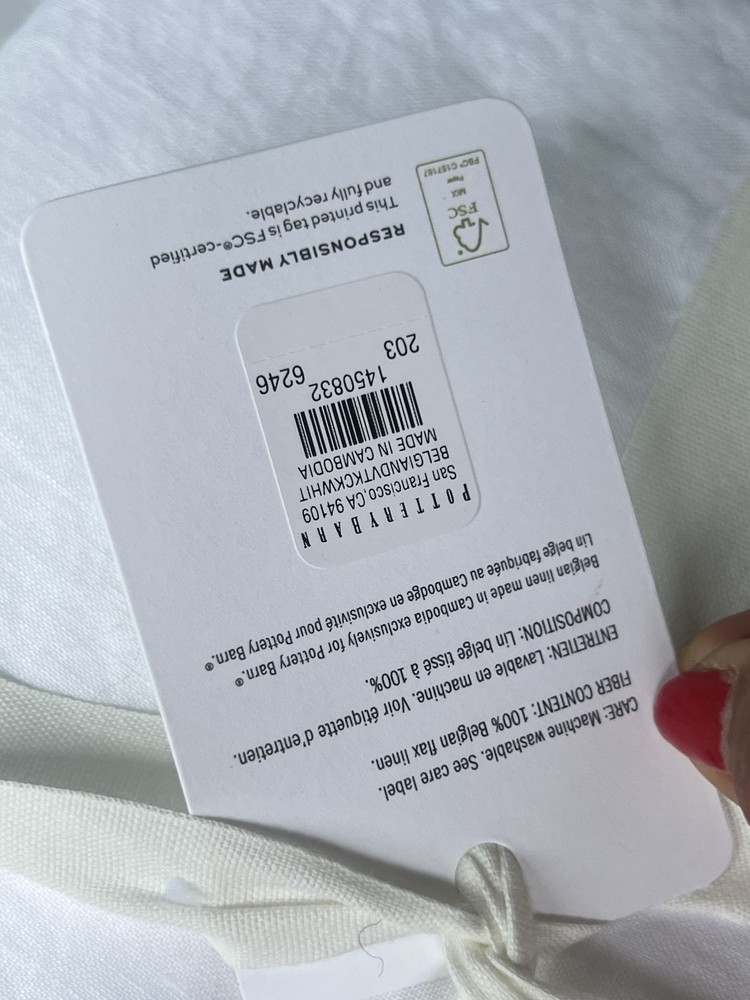 CARE: Machine washable. See care label.
FIBER CONTENT: 100% Belgian flax linen.
ENTRETIEN: Lavable en machine. Voir étiquette d'entretien.
COMPOSITION: Lin belge tissé à 100%.
Belgian linen made in Cambodia exclusively for Pottery Barn.®
Lin belge fabriquée au Cambodge en exclusivité pour Pottery Barn.®
POTTERYBARN
San Francisco,CA 94109
BELGIANDVTKCKWHIT
MADE IN CAMBODIA
1450832 6246
203
RESPONSIBLY MADE
This printed tag is FSC®-certified
and fully recyclable.
FSC
MIX
Paper
FSC® C157167